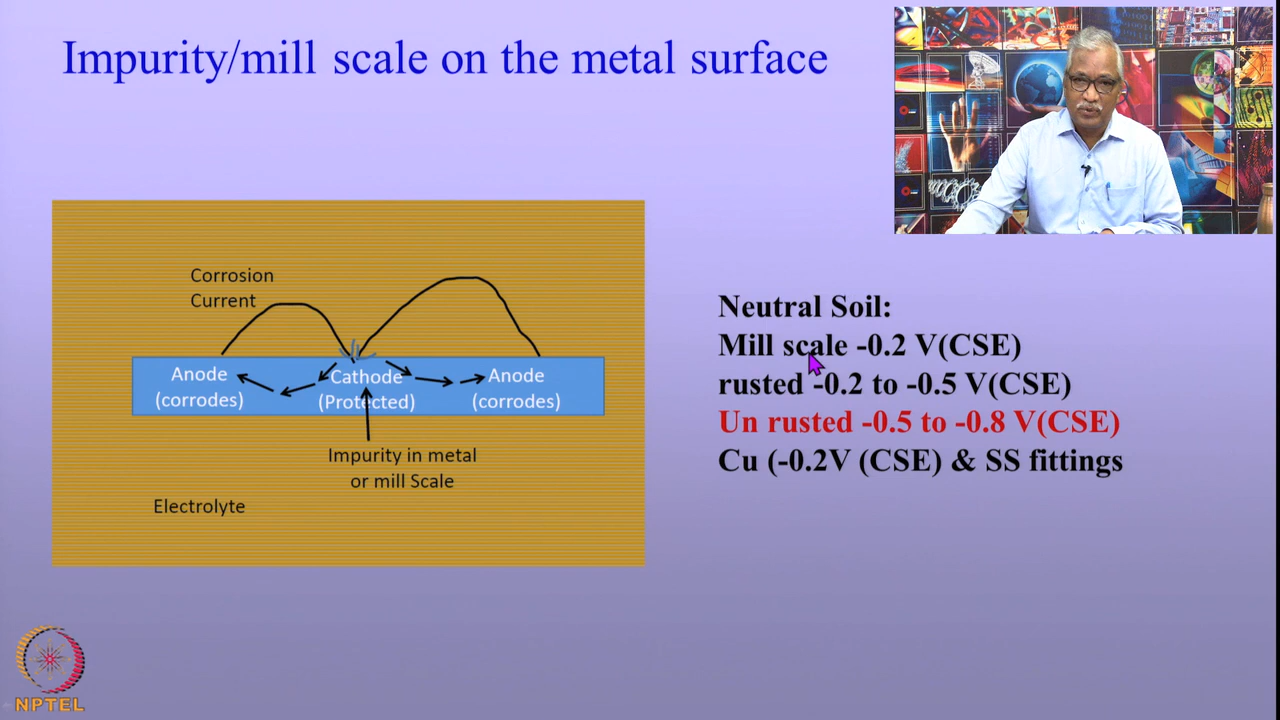 Impurity/mill scale on the metal surface
Corrosion
Current
Anode
(corrodes)
Cathode
(Protected)
Anode
(corrodes)
Impurity in metal
or mill Scale
Electrolyte
Neutral Soil:
Mill scale -0.2 V(CSE)
rusted -0.2 to -0.5 V(CSE)
Un rusted -0.5 to -0.8 V(CSE)
Cu (-0.2V (CSE) & SS fittings
NPTEL